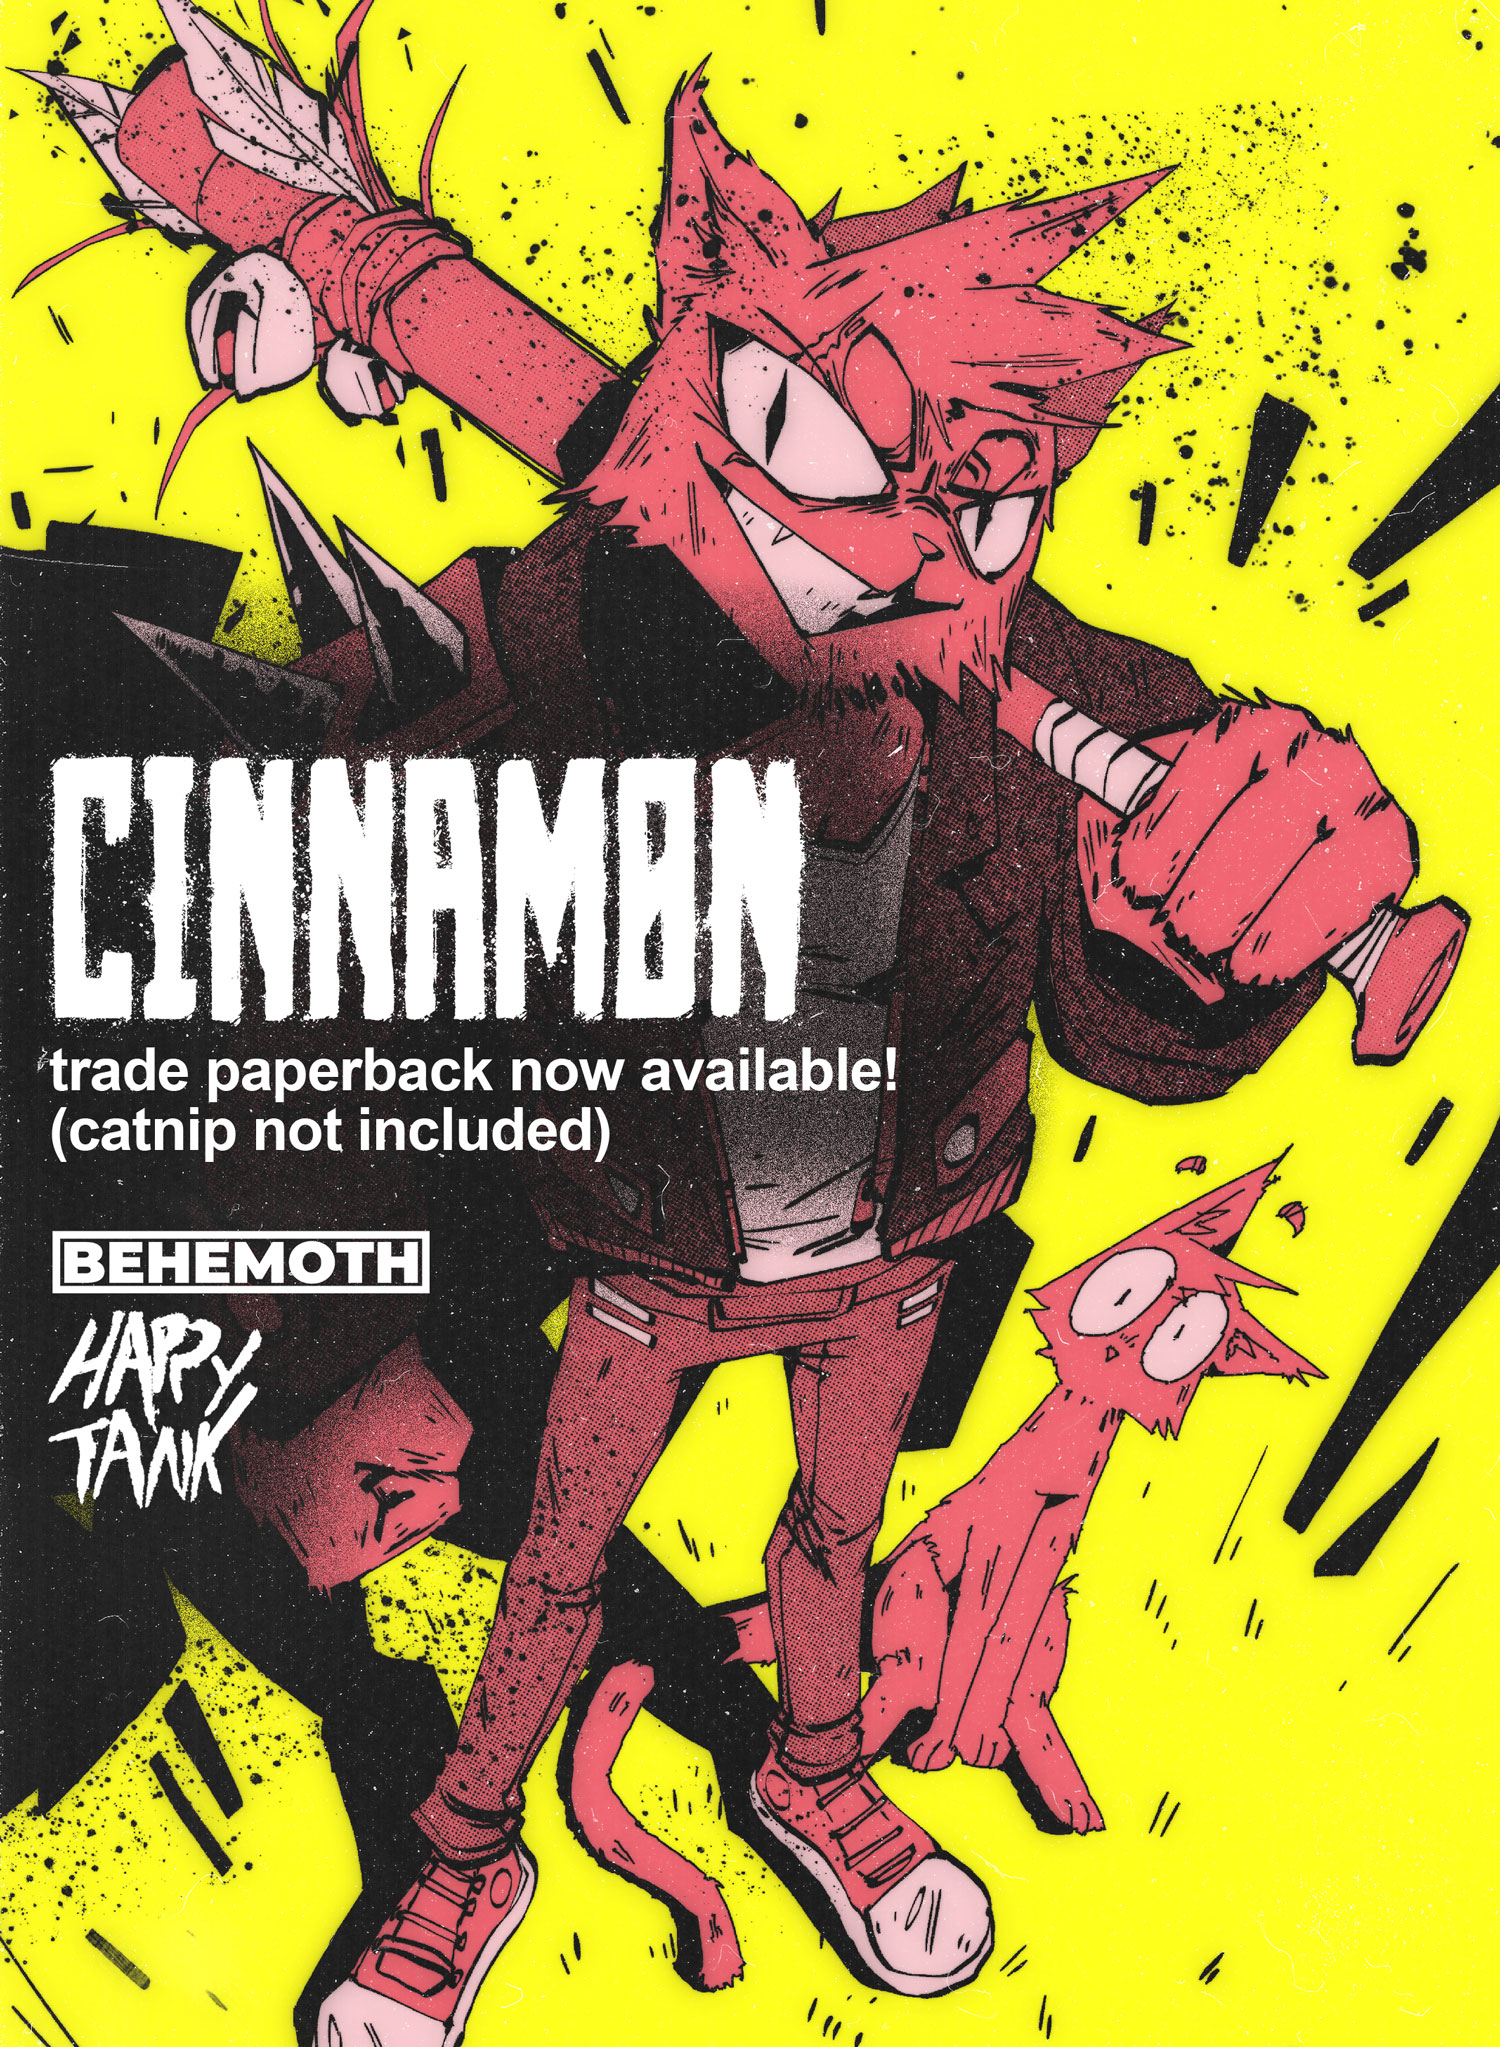 CINNAMON
trade paperback now available!
(catnip not included)
BEHEMOTH
HAPPY
TANK